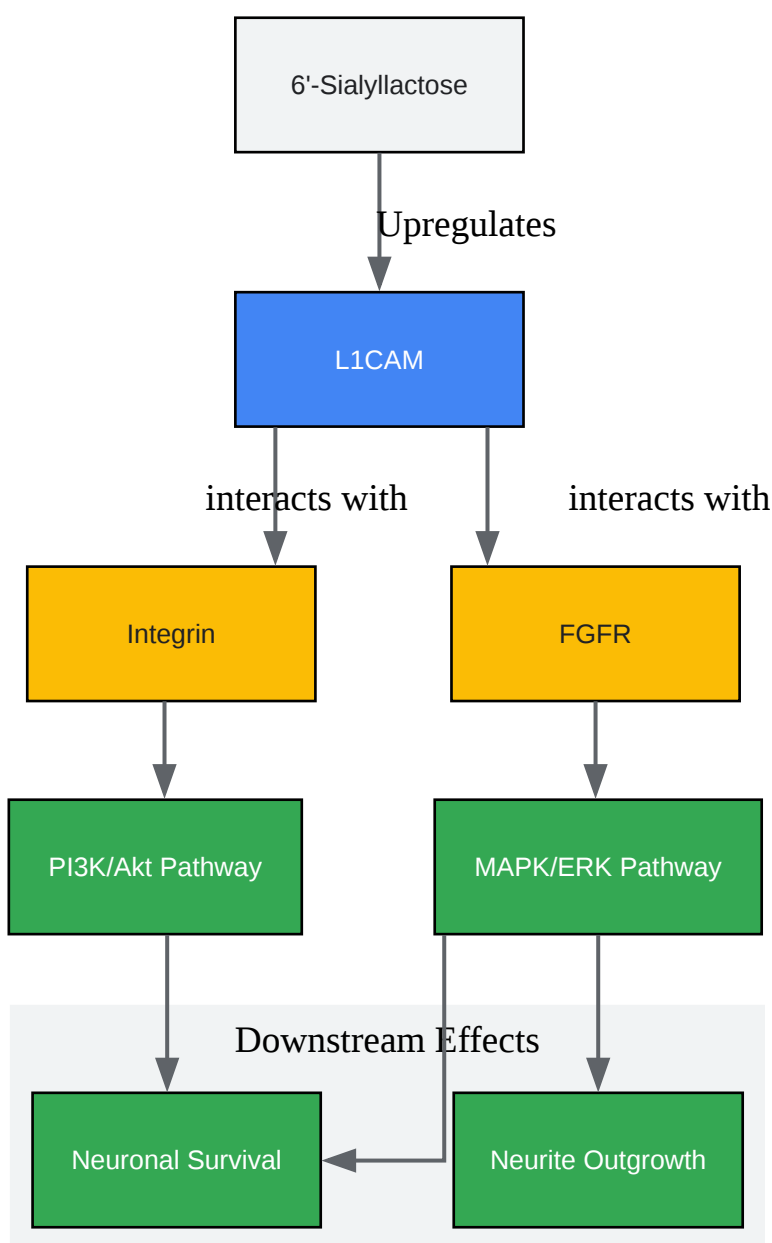 6'-Sialyllactose
Upregulates
L1CAM
interacts with
interacts with
Integrin
FGFR
PI3K/Akt Pathway
MAPK/ERK Pathway
Downstream Effects
Neuronal Survival
Neurite Outgrowth